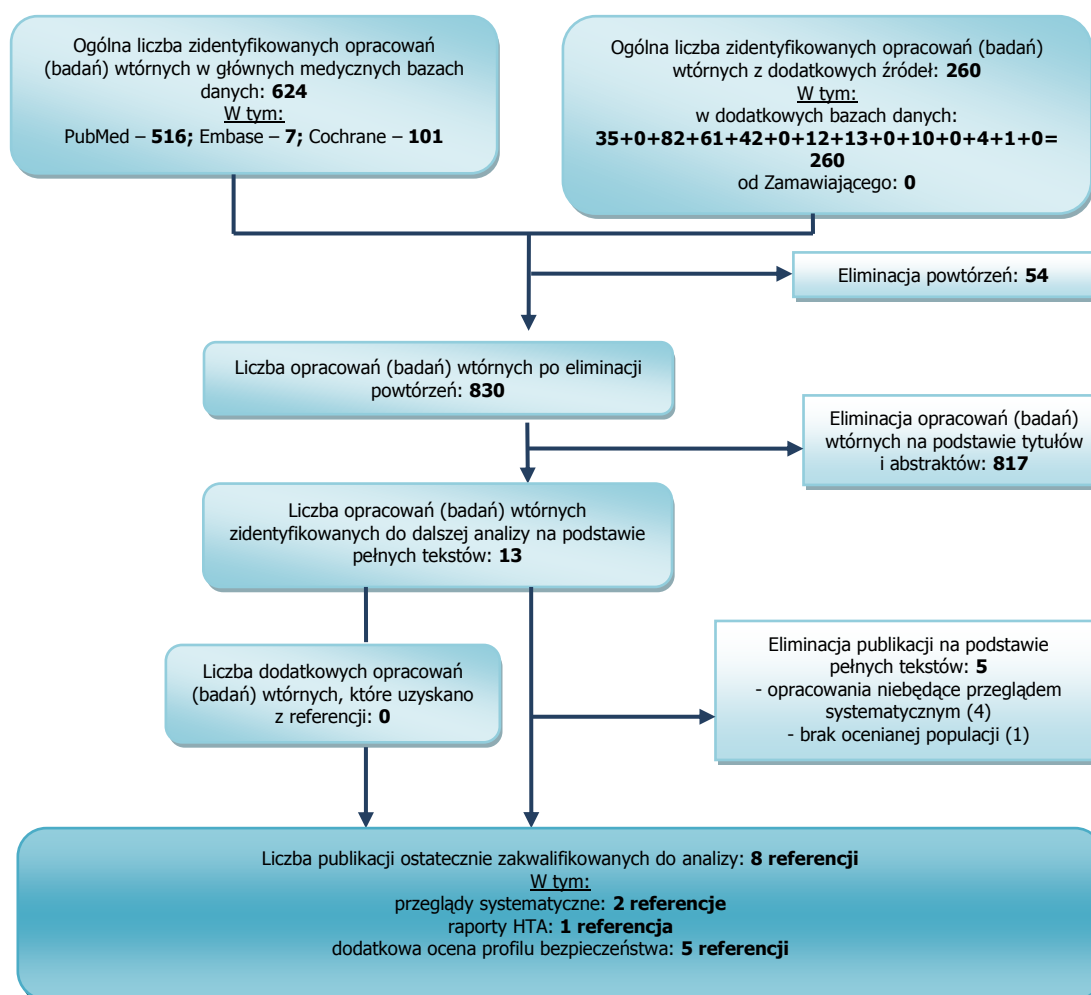 Ogólna liczba zidentyfikowanych opracowań
(badań) wtórnych w głównych medycznych bazach
danych: 624
W tym:
PubMed – 516; Embase – 7; Cochrane – 101
Ogólna liczba zidentyfikowanych opracowań (badań)
wtórnych z dodatkowych źródeł: 260
W tym:
w dodatkowych bazach danych:
35+0+82+61+42+0+12+13+0+10+0+4+1+0=
260
od Zamawiającego: 0
Eliminacja powtórzeń: 54
Liczba opracowań (badań) wtórnych po eliminacji
powtórzeń: 830
Eliminacja opracowań (badań)
wtórnych na podstawie tytułów
i abstraktów: 817
Liczba opracowań (badań) wtórnych
zidentyfikowanych do dalszej analizy na podstawie
pełnych tekstów: 13
Liczba dodatkowych opracowań
(badań) wtórnych, które uzyskano
z referencji: 0
Eliminacja publikacji na podstawie
pełnych tekstów: 5
- opracowania niebędące przeglądem
systematycznym (4)
- brak ocenianej populacji (1)
Liczba publikacji ostatecznie zakwalifikowanych do analizy: 8 referencji
W tym:
przeglądy systematyczne: 2 referencje
raporty HTA: 1 referencja
dodatkowa ocena profilu bezpieczeństwa: 5 referencji